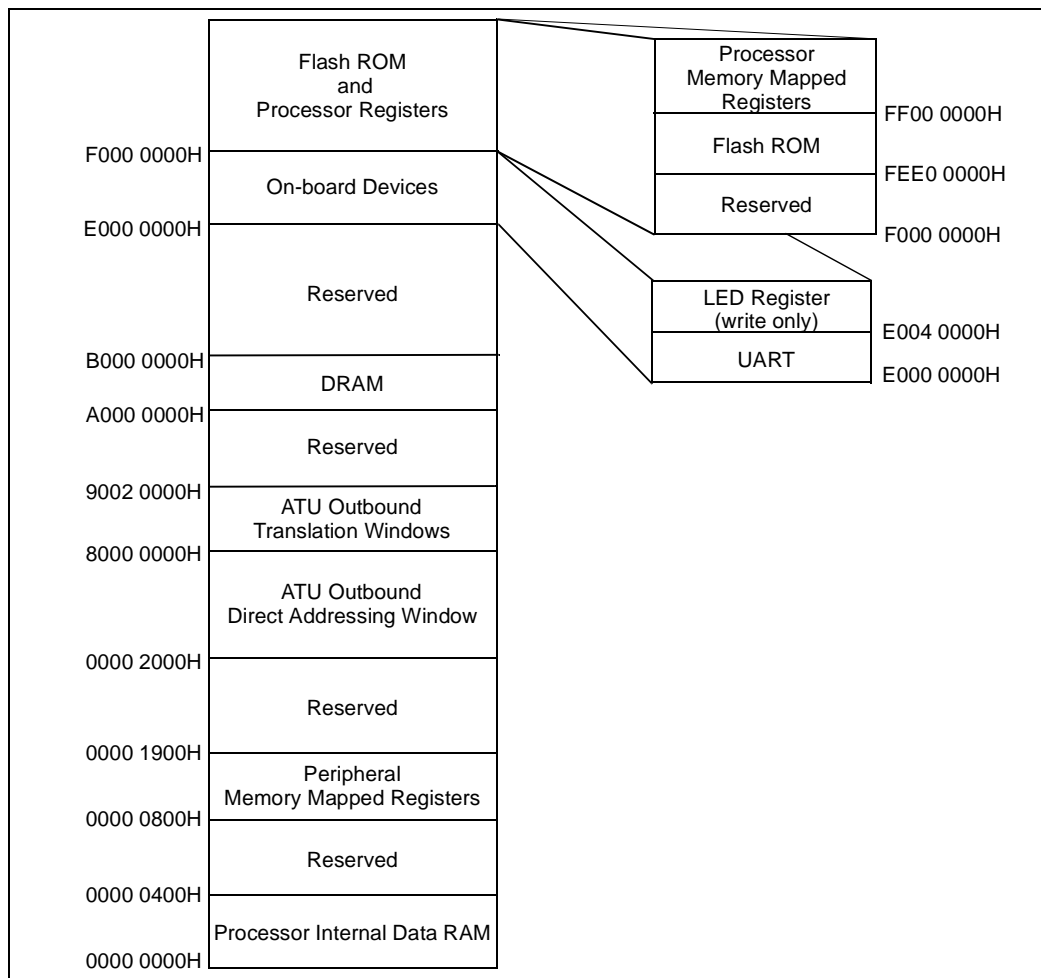 Flash ROM
and
Processor Registers
F000 0000H
On-board Devices
E000 0000H
Reserved
B000 0000H
DRAM
A000 0000H
Reserved
9002 0000H
ATU Outbound
Translation Windows
8000 0000H
ATU Outbound
Direct Addressing Window
0000 2000H
Reserved
0000 1900H
Peripheral
Memory Mapped Registers
0000 0800H
Reserved
0000 0400H
Processor Internal Data RAM
0000 0000H
Processor
Memory Mapped
Registers
FF00 0000H
Flash ROM
FEE0 0000H
Reserved
F000 0000H
LED Register
(write only)
E004 0000H
UART
E000 0000H